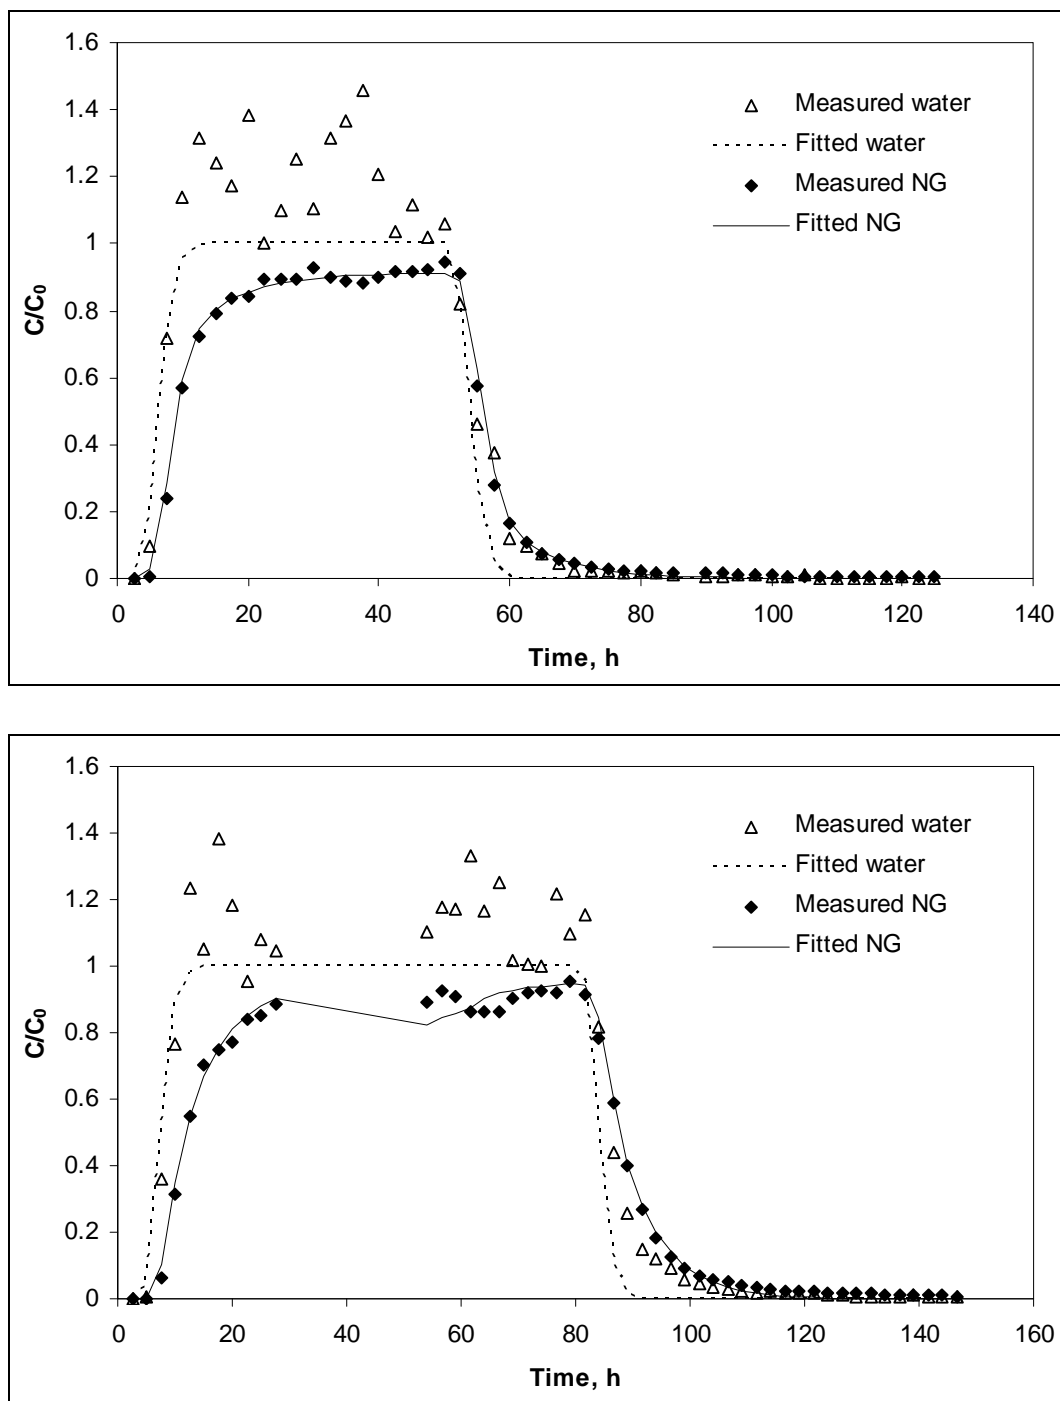 1.6
1.4
1.2
1
0.8
0.6
0.4
0.2
0
C/C0
Measured water
Fitted water
Measured NG
Fitted NG
0 20 40 60 80 100 120 140
Time, h
1.6
1.4
1.2
1
0.8
0.6
0.4
0.2
0
C/C0
Measured water
Fitted water
Measured NG
Fitted NG
0 20 40 60 80 100 120 140 160
Time, h